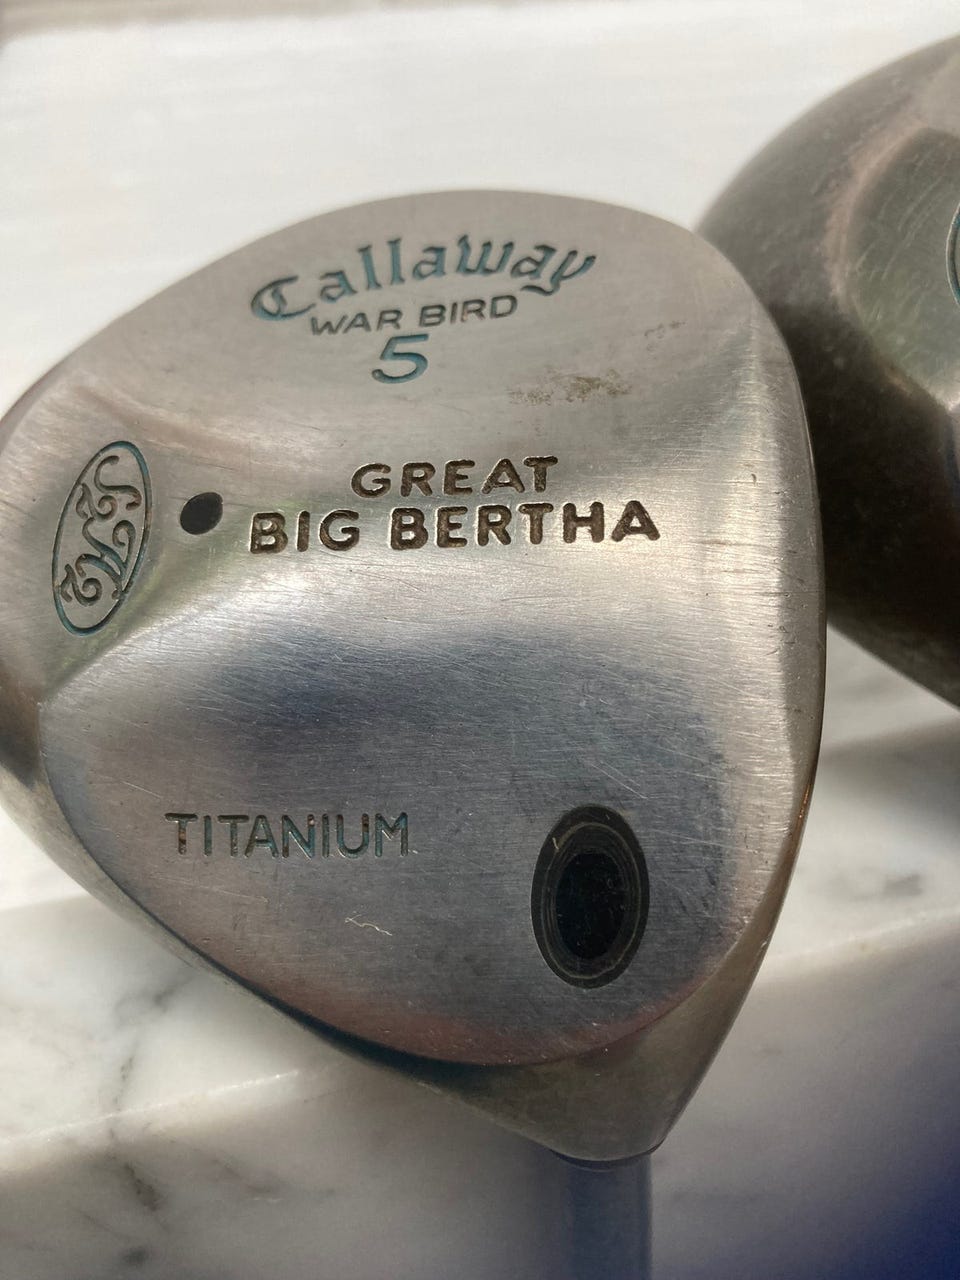 Callaway
WAR BIRD
5
GREAT
BIG BERTHA
TITANIUM